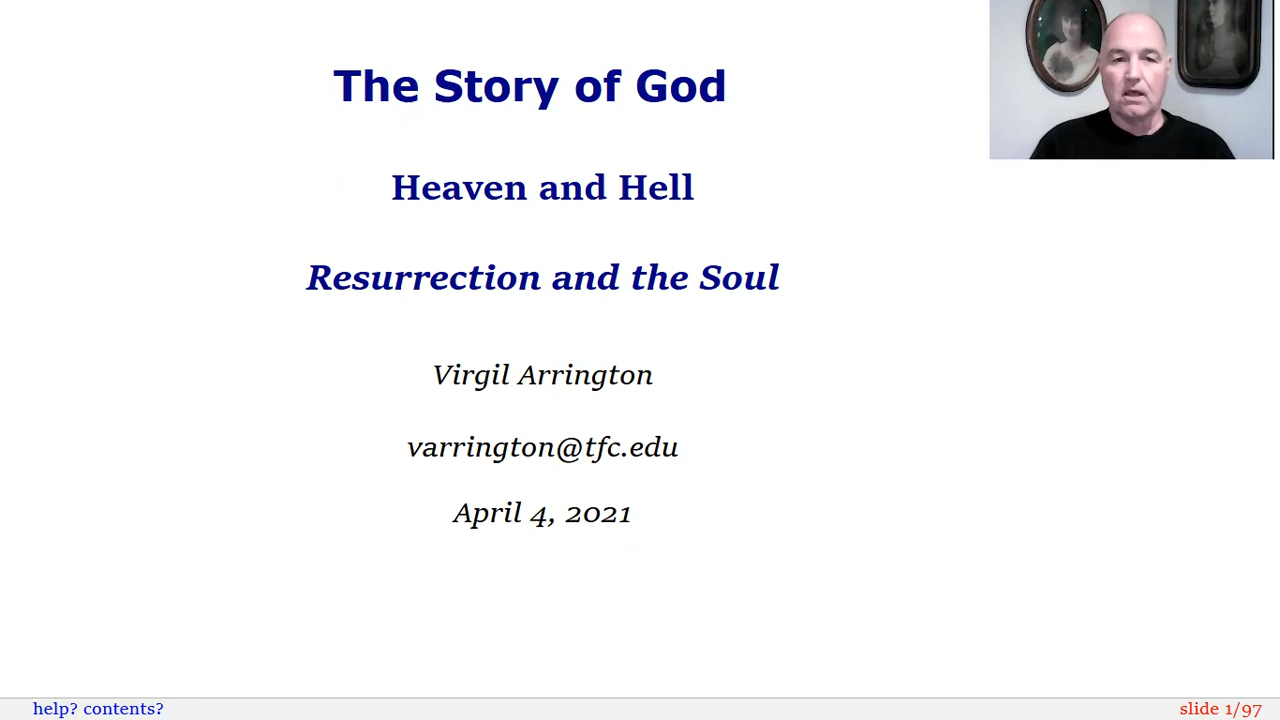 The Story of God
Heaven and Hell
Resurrection and the Soul
Virgil Arrington
varrington@tfc.edu
April 4, 2021
help? contents?
slide 1/97